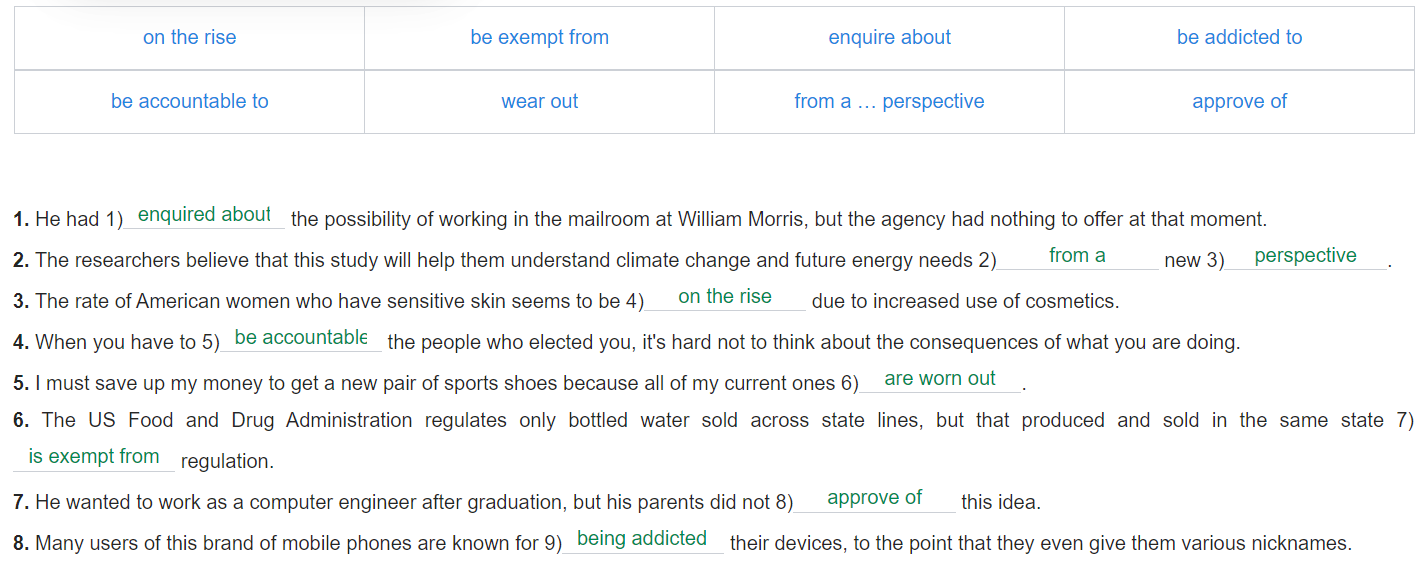 on the rise be exempt from enquire about be addicted to
be accountable to wear out from a … perspective approve of
1. He had 1) enquired about the possibility of working in the mailroom at William Morris, but the agency had nothing to offer at that moment.
2. The researchers believe that this study will help them understand climate change and future energy needs 2) from a new 3) perspective.
3. The rate of American women who have sensitive skin seems to be 4) on the rise due to increased use of cosmetics.
4. When you have to 5) be accountable the people who elected you, it's hard not to think about the consequences of what you are doing.
5. I must save up my money to get a new pair of sports shoes because all of my current ones 6) are worn out.
6. The US Food and Drug Administration regulates only bottled water sold across state lines, but that produced and sold in the same state 7)
is exempt from regulation.
7. He wanted to work as a computer engineer after graduation, but his parents did not 8) approve of this idea.
8. Many users of this brand of mobile phones are known for 9) being addicted their devices, to the point that they even give them various nicknames.